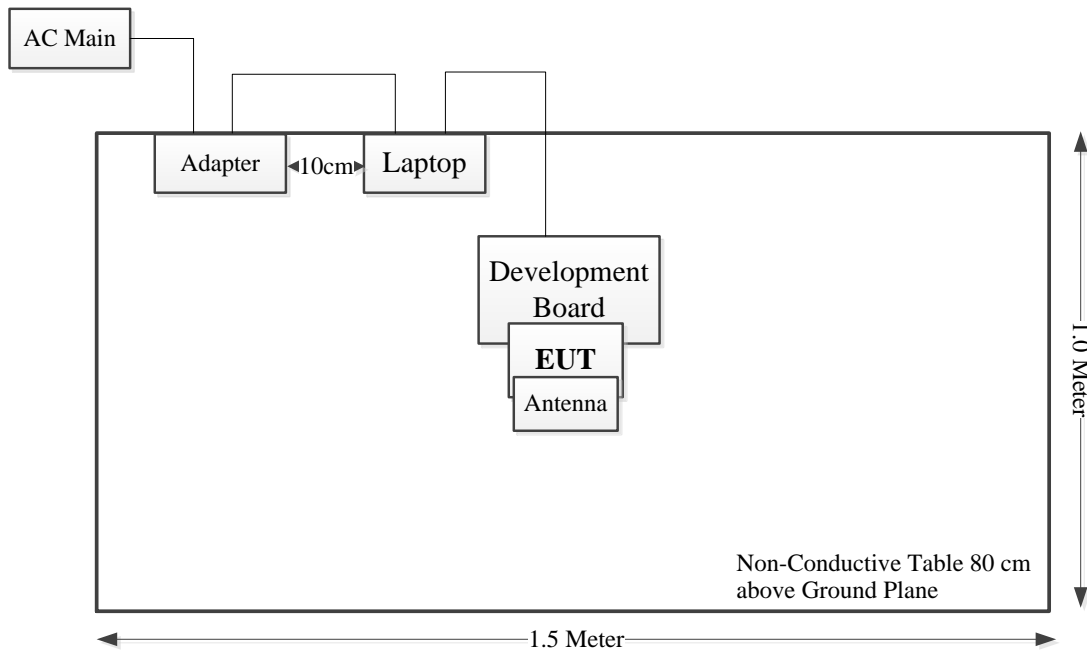 AC Main
Adapter
10cm
Laptop
Development
Board
EUT
Antenna
1.0 Meter
Non-Conductive Table 80 cm
above Ground Plane
1.5 Meter